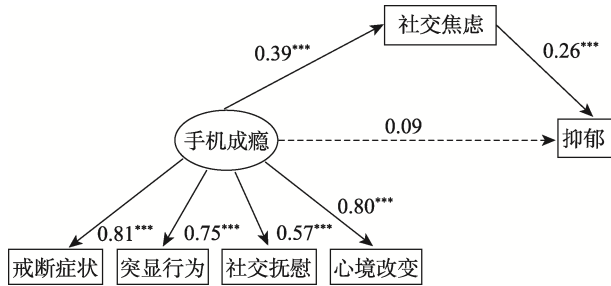 社交焦虑
0.39***
0.26***
手机成瘾
0.09
抑郁
0.81***
0.75***
0.57***
0.80***
戒断症状
突显行为
社交抚慰
心境改变